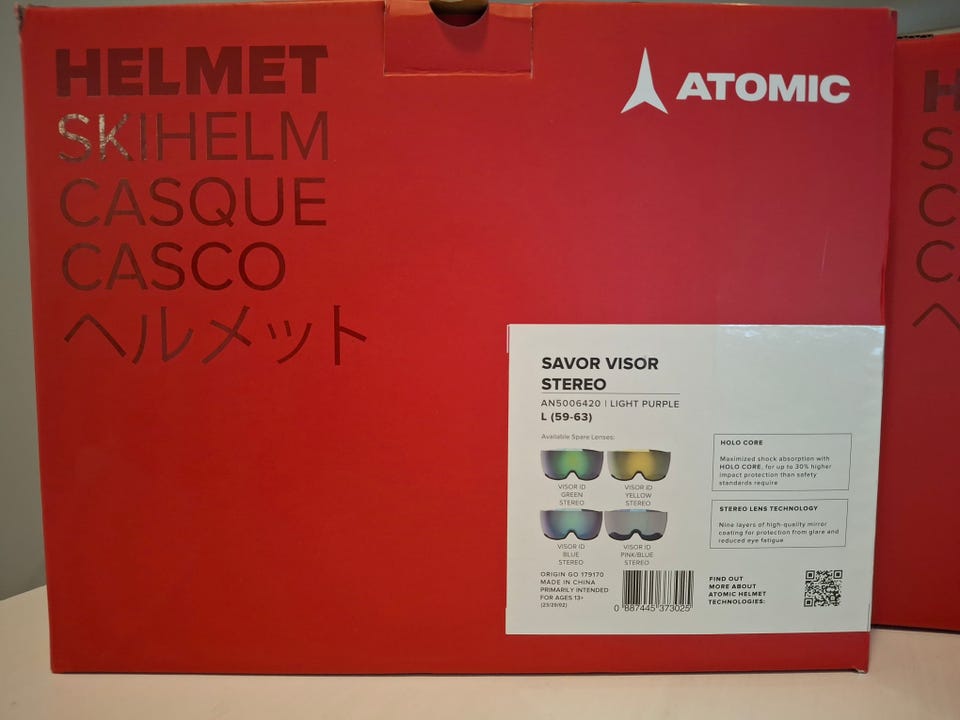 HELMET
SKIHELM
CASQUE
CASCO
ヘルメット
ATOMIC
SAVOR VISOR
STEREO
AN5006420 | LIGHT PURPLE
L (59-63)
Available Spare Lenses:
VISOR ID
GREEN
STEREO
VISOR ID
YELLOW
STEREO
VISOR ID
BLUE
STEREO
VISOR ID
PINK/BLUE
STEREO
HOLO CORE
Maximized shock absorption with
HOLO CORE, for up to 30% higher
impact protection than safety
standards require
STEREO LENS TECHNOLOGY
Nine layers of high-quality mirror
coating for protection from glare and
reduced eye fatigue
ORIGIN GO 179170
MADE IN CHINA
PRIMARILY INTENDED
FOR AGES 13+
(23/29/02)
0 887445 373025
FIND OUT
MORE ABOUT
ATOMIC HELMET
TECHNOLOGIES:
H
S
C
C
ヘ